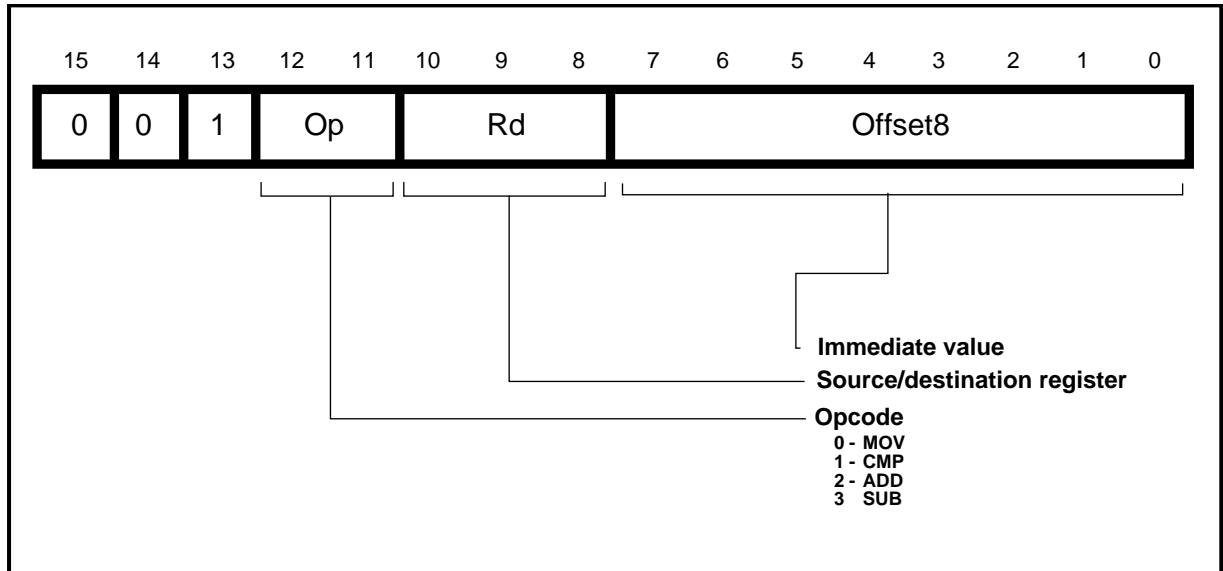 15 14 13 12 11 10 9 8 7 6 5 4 3 2 1 0
0 0 1 Op Rd Offset8
Immediate value
Source/destination register
Opcode
0 - MOV
1 - CMP
2 - ADD
3 SUB